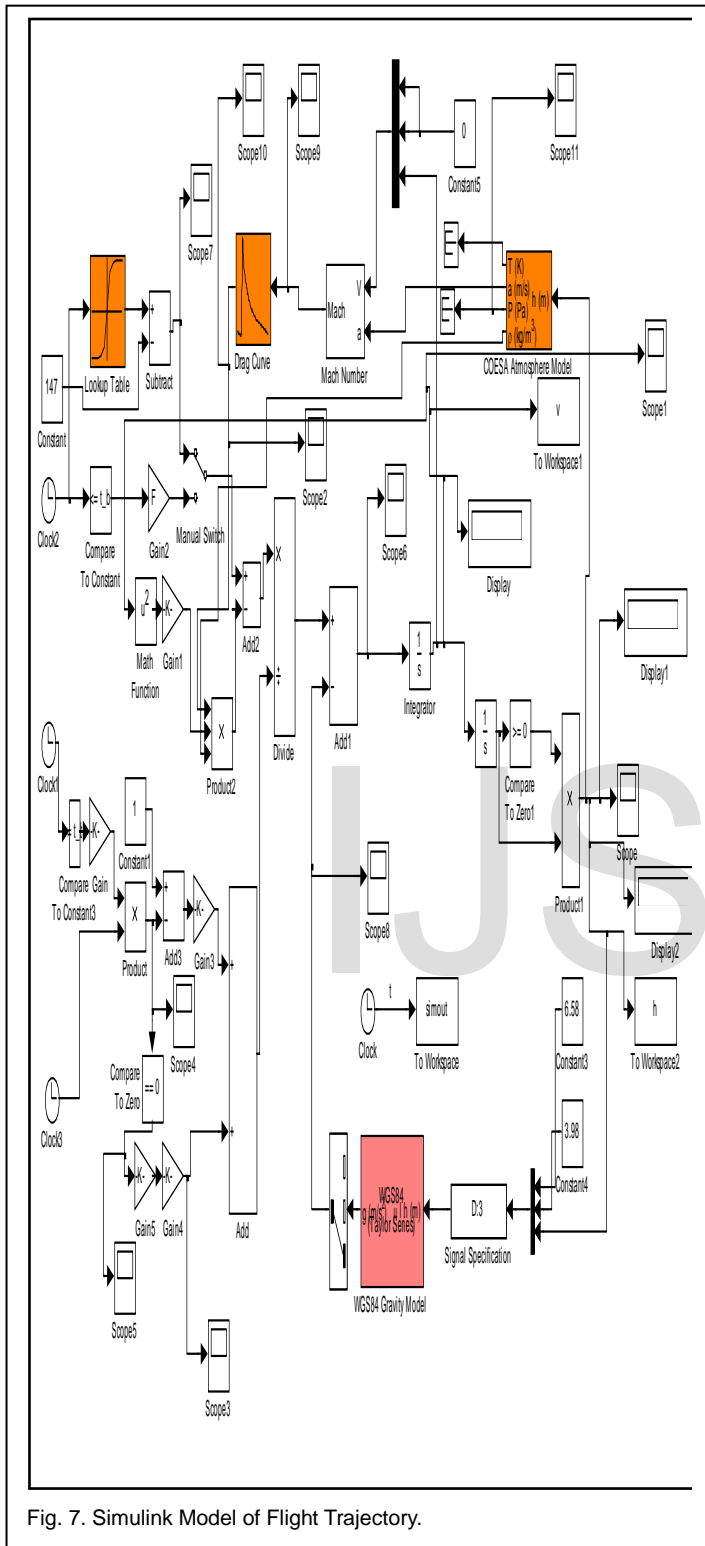 Scope10
Scope9
0
Constant5
Scope11
Scope7
T (K)
a (m/s)
P (Pa)
ρ (kg/m³)
h (m)
COESA Atmosphere Model
V
Mach
a
Mach Number
Drag Curve
Lookup Table
+
-
Subtract
147
Constant
Scope1
v
To Workspace1
Clock2
<= t_b
Compare
To Constant
F
Gain2
Manual Switch
Scope2
Scope6
Display
Display1
u²
Math
Function
-K-
Gain1
+
-
Add2
×
÷
Divide
+
-
Add1
1
s
Integrator
X
Product2
1
s
>= 0
Compare
To Zero1
X
Product1
Scope
Clock1
1
Constant1
Compare
To Constant3
-K-
Gain
X
Product
+
-
Add3
-K-
Gain3
Scope8
Display2
Scope4
t
Clock
simout
To Workspace
6.58
Constant3
h
To Workspace2
Compare
To Zero
== 0
Clock3
3.98
Constant4
-K-
Gain5
-K-
Gain4
+
+
Add
WGS84
(Taylor Series)
g (m/s²)
h (m)
WGS84 Gravity Model
D:3
Signal Specification
Scope5
Scope3
IJS
Fig. 7. Simulink Model of Flight Trajectory.